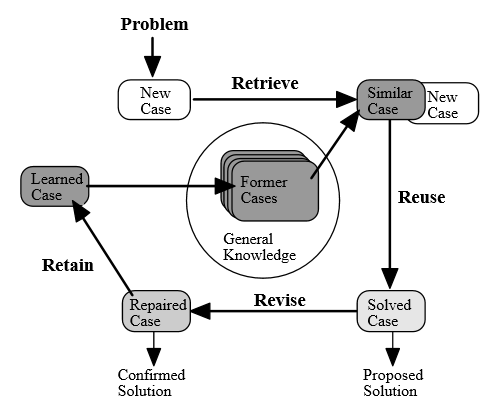 Problem
New
Case
Retrieve
Similar
Case
New
Case
Learned
Case
Former
Cases
General
Knowledge
Reuse
Retain
Repaired
Case
Revise
Solved
Case
Confirmed
Solution
Proposed
Solution